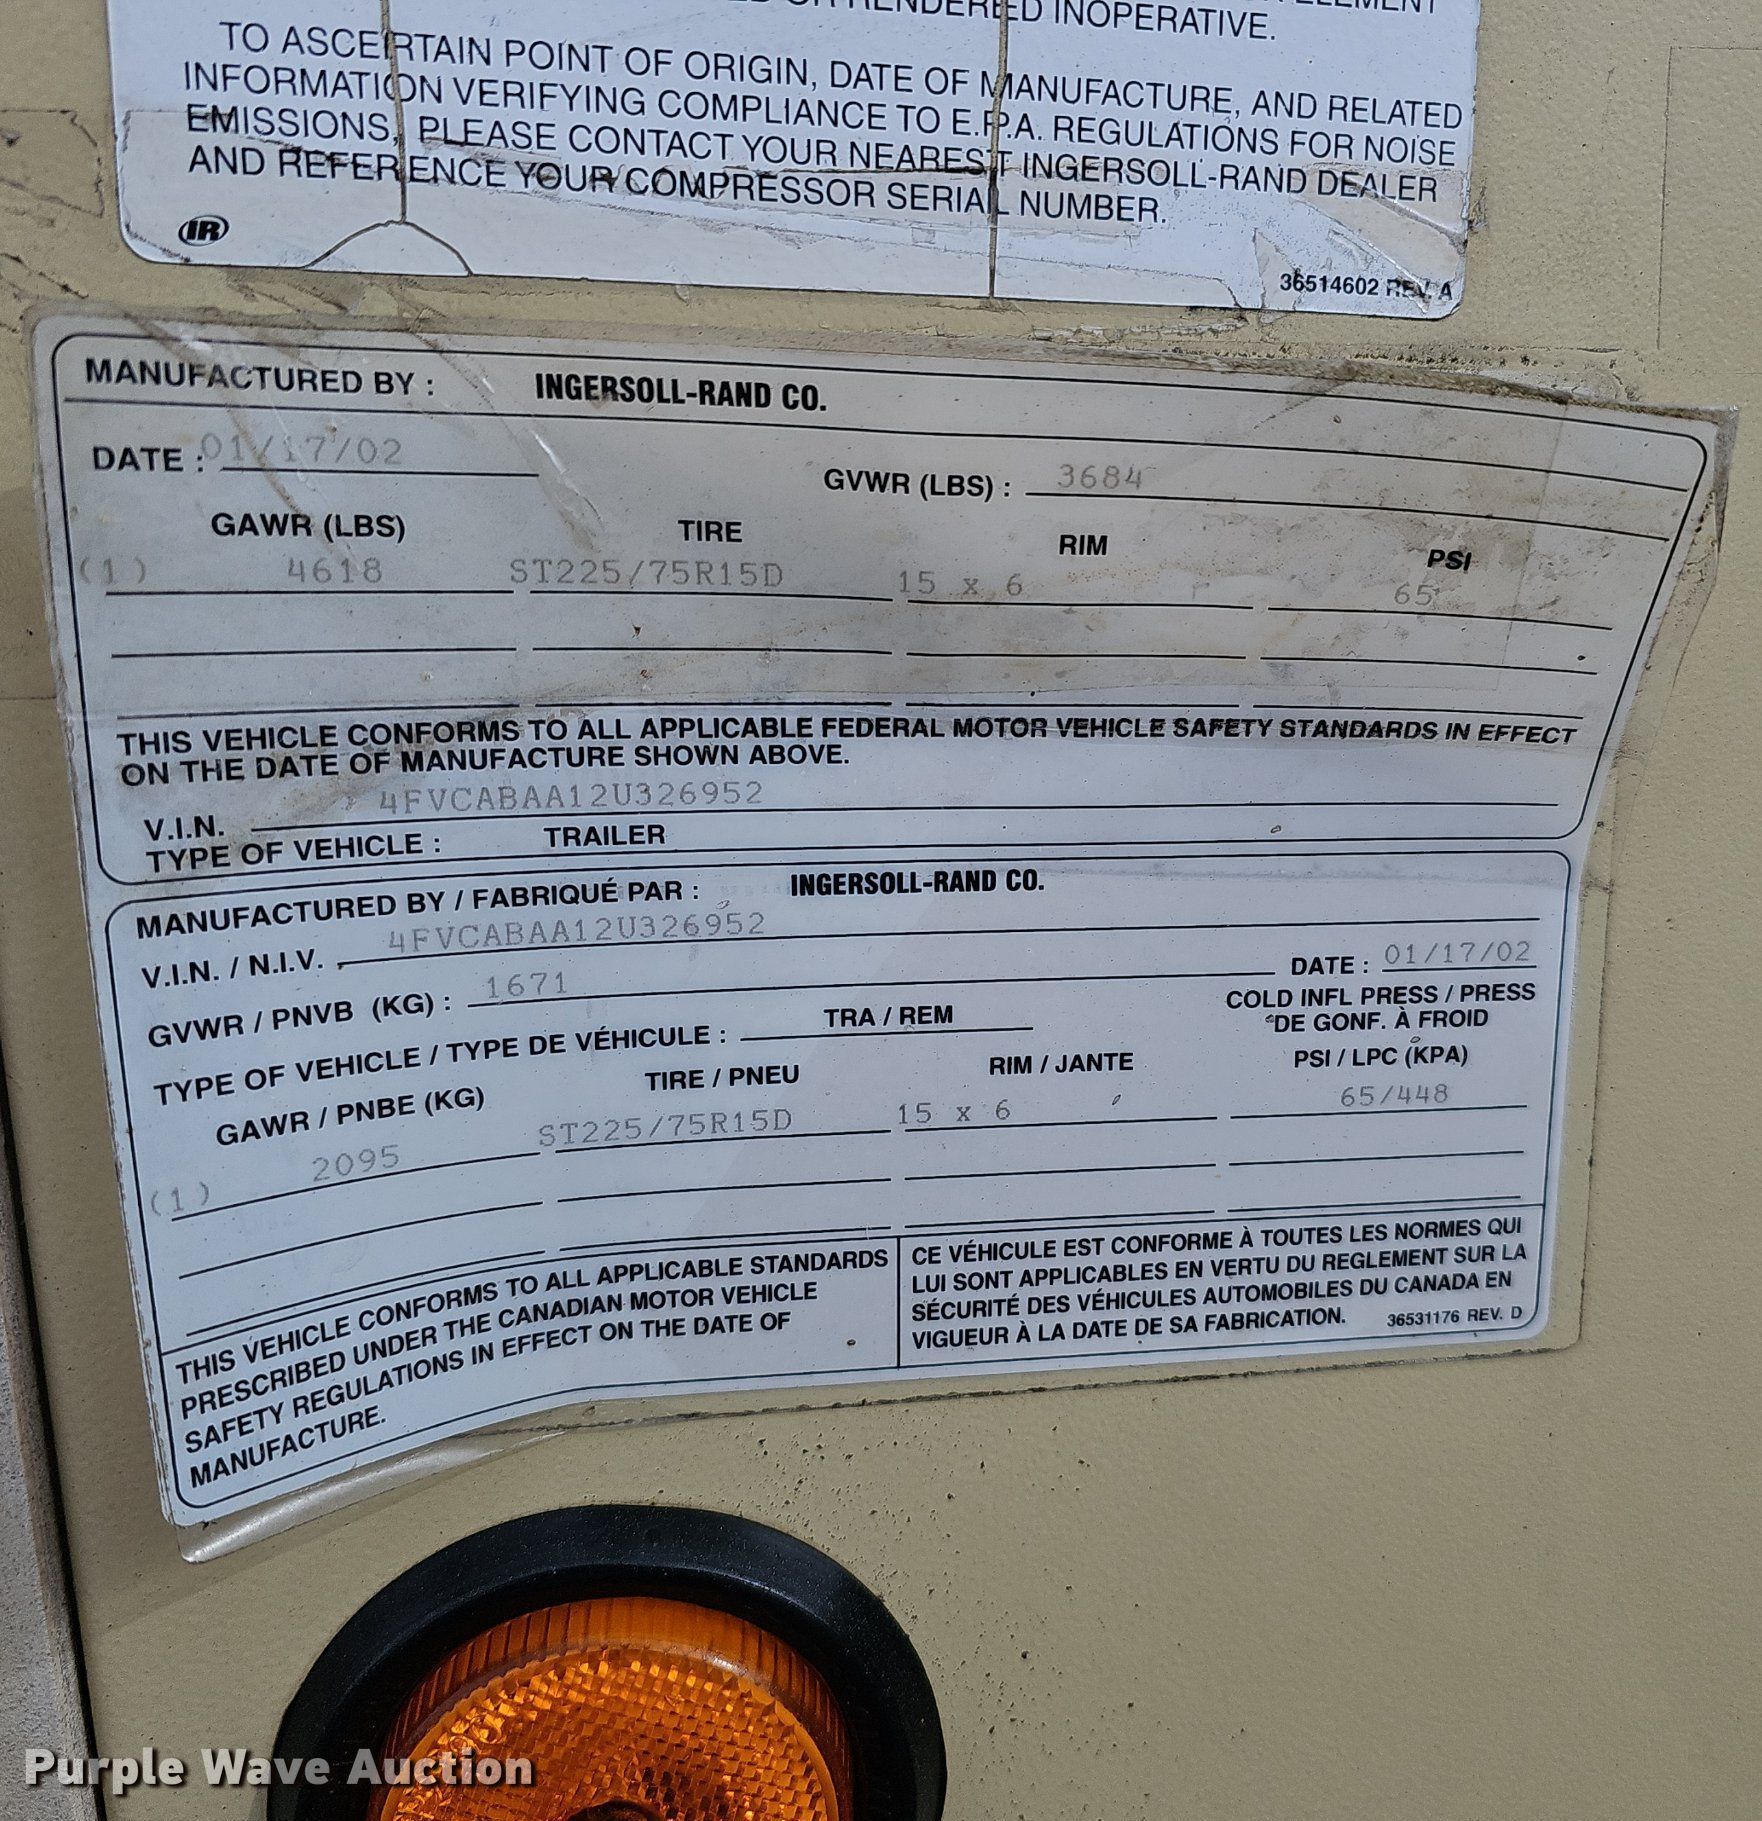 RENDERED INOPERATIVE.
TO ASCERTAIN POINT OF ORIGIN, DATE OF MANUFACTURE, AND RELATED
INFORMATION VERIFYING COMPLIANCE TO E.P.A. REGULATIONS FOR NOISE
EMISSIONS, PLEASE CONTACT YOUR NEAREST INGERSOLL-RAND DEALER
AND REFERENCE YOUR COMPRESSOR SERIAL NUMBER.
IR
36514602 REV. A
MANUFACTURED BY : INGERSOLL-RAND CO.
DATE : 01/17/02 GVWR (LBS) : 3684
GAWR (LBS) TIRE RIM PSI
(1) 4618 ST225/75R15D 15 x 6 65
THIS VEHICLE CONFORMS TO ALL APPLICABLE FEDERAL MOTOR VEHICLE SAFETY STANDARDS IN EFFECT
ON THE DATE OF MANUFACTURE SHOWN ABOVE.
V.I.N. 4FVCABAA12U326952
TYPE OF VEHICLE : TRAILER
MANUFACTURED BY / FABRIQUÉ PAR : INGERSOLL-RAND CO.
V.I.N. / N.I.V. 4FVCABAA12U326952
GVWR / PNVB (KG) : 1671 DATE : 01/17/02
TYPE OF VEHICLE / TYPE DE VÉHICULE : TRA / REM
COLD INFL PRESS / PRESS
DE GONF. À FROID
GAWR / PNBE (KG) TIRE / PNEU RIM / JANTE PSI / LPC (KPA)
(1) 2095 ST225/75R15D 15 x 6 65/448
THIS VEHICLE CONFORMS TO ALL APPLICABLE STANDARDS
PRESCRIBED UNDER THE CANADIAN MOTOR VEHICLE
SAFETY REGULATIONS IN EFFECT ON THE DATE OF
MANUFACTURE.
CE VÉHICULE EST CONFORME À TOUTES LES NORMES QUI
LUI SONT APPLICABLES EN VERTU DU REGLEMENT SUR LA
SÉCURITÉ DES VÉHICULES AUTOMOBILES DU CANADA EN
VIGUEUR À LA DATE DE SA FABRICATION. 36531176 REV. D
Purple Wave Auction